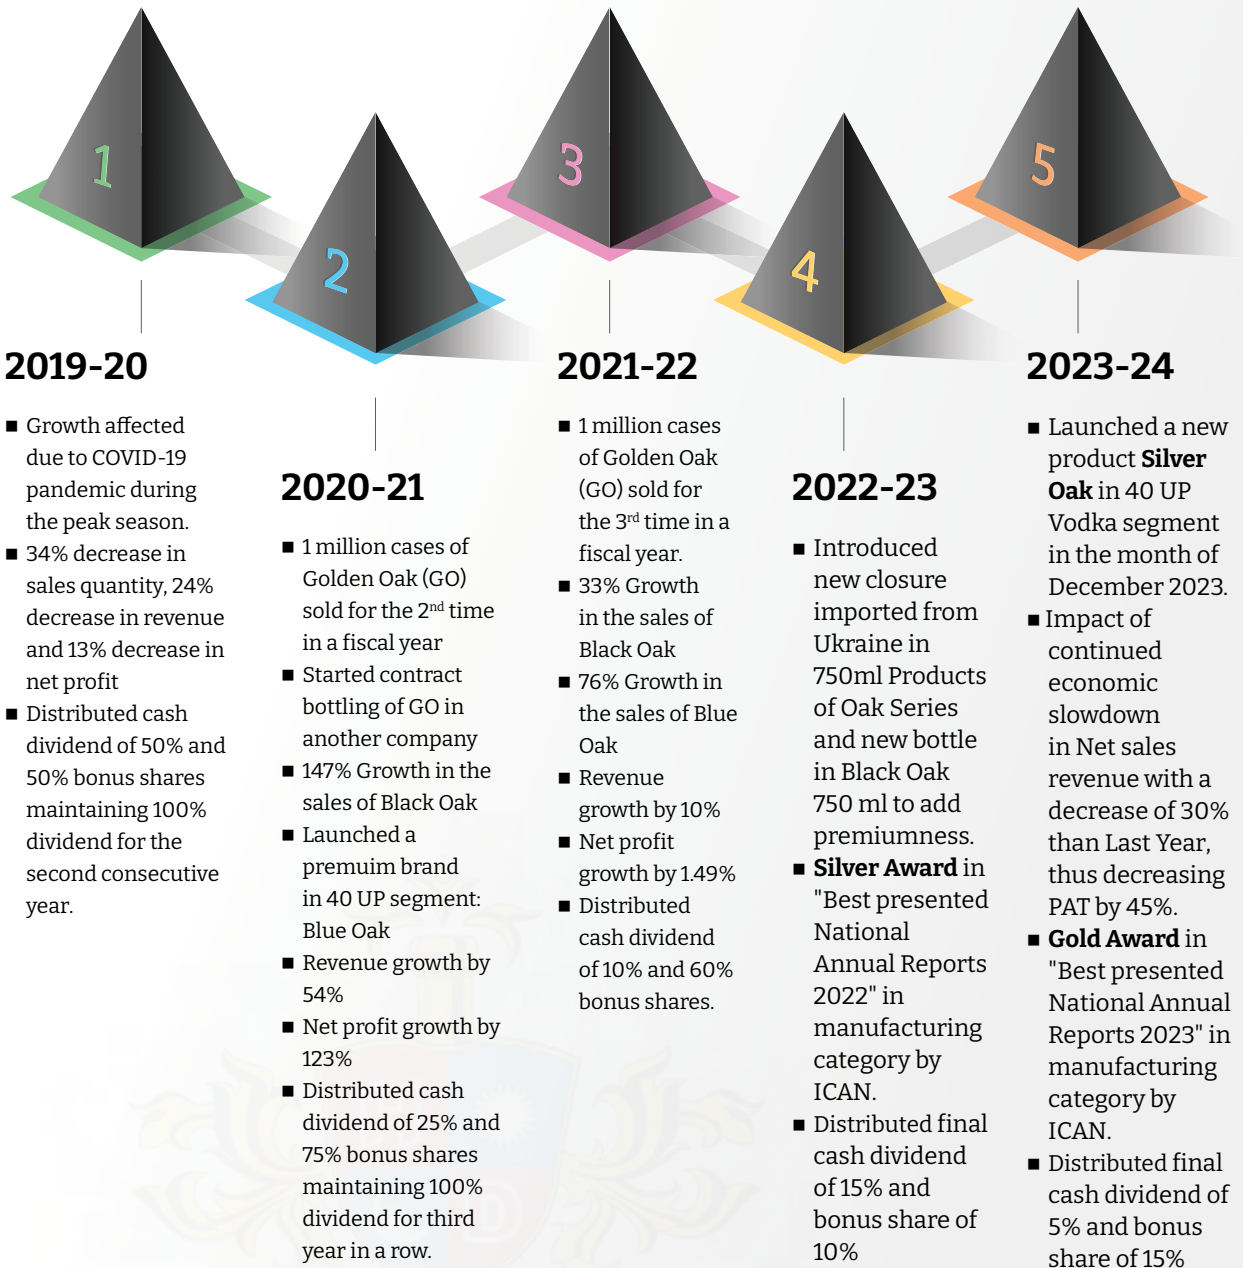 1
2
3
4
5
2019-20
■ Growth affected
due to COVID-19
pandemic during
the peak season.
■ 34% decrease in
sales quantity, 24%
decrease in revenue
and 13% decrease in
net profit
■ Distributed cash
dividend of 50% and
50% bonus shares
maintaining 100%
dividend for the
second consecutive
year.
2020-21
■ 1 million cases of
Golden Oak (GO)
sold for the 2nd time
in a fiscal year
■ Started contract
bottling of GO in
another company
■ 147% Growth in the
sales of Black Oak
■ Launched a
premuim brand
in 40 UP segment:
Blue Oak
■ Revenue growth by
54%
■ Net profit growth by
123%
■ Distributed cash
dividend of 25% and
75% bonus shares
maintaining 100%
dividend for third
year in a row.
2021-22
■ 1 million cases
of Golden Oak
(GO) sold for
the 3rd time in a
fiscal year.
■ 33% Growth
in the sales of
Black Oak
■ 76% Growth in
the sales of Blue
Oak
■ Revenue
growth by 10%
■ Net profit
growth by 1.49%
■ Distributed
cash dividend
of 10% and 60%
bonus shares.
2022-23
■ Introduced
new closure
imported from
Ukraine in
750ml Products
of Oak Series
and new bottle
in Black Oak
750 ml to add
premiumness.
■ Silver Award in
"Best presented
National
Annual Reports
2022" in
manufacturing
category by
ICAN.
■ Distributed final
cash dividend
of 15% and
bonus share of
10%
2023-24
■ Launched a new
product Silver
Oak in 40 UP
Vodka segment
in the month of
December 2023.
■ Impact of
continued
economic
slowdown
in Net sales
revenue with a
decrease of 30%
than Last Year,
thus decreasing
PAT by 45%.
■ Gold Award in
"Best presented
National Annual
Reports 2023" in
manufacturing
category by
ICAN.
■ Distributed final
cash dividend of
5% and bonus
share of 15%